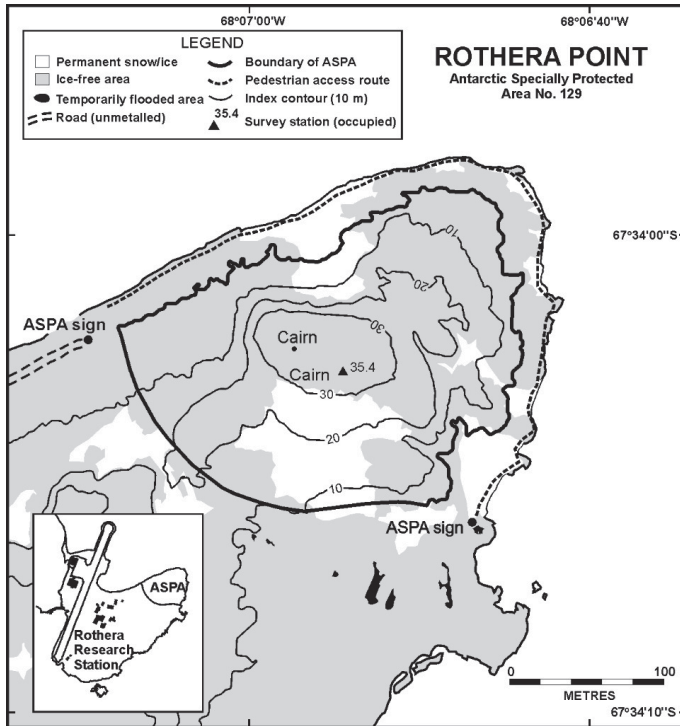 68°07'00"W
68°06'40"W
LEGEND
Permanent snow/ice
Ice-free area
Temporarily flooded area
Road (unmetalled)
Boundary of ASPA
Pedestrian access route
Index contour (10 m)
35.4
Survey station (occupied)
ROTHERA POINT
Antarctic Specially Protected
Area No. 129
67°34'00"S
10
20
30
ASPA sign
Cairn
Cairn
35.4
30
20
10
ASPA sign
ASPA
Rothera
Research
Station
0
100
METRES
67°34'10"S